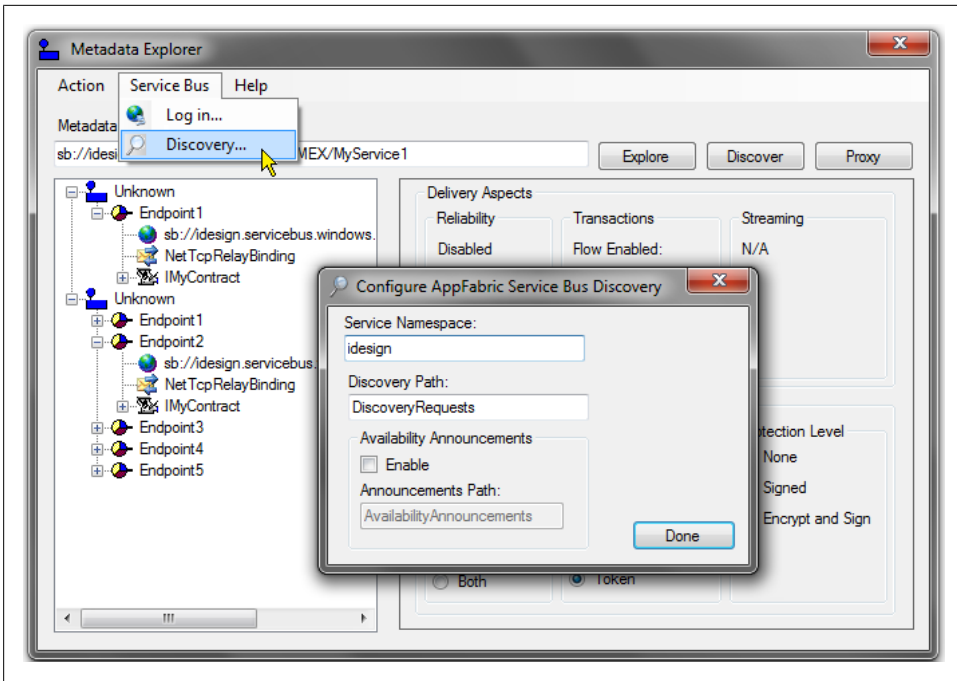 Metadata Explorer
Action Service Bus Help
Log in...
Discovery...
Metadata
sb://idesi MEX/MyService1
Explore Discover Proxy
Unknown
Endpoint1
sb://idesign.servicebus.windows.
NetTcpRelayBinding
IMyContract
Unknown
Endpoint1
Endpoint2
sb://idesign.servicebus.
NetTcpRelayBinding
IMyContract
Endpoint3
Endpoint4
Endpoint5
Delivery Aspects
Reliability Transactions Streaming
Disabled Flow Enabled: N/A
Configure AppFabric Service Bus Discovery
Service Namespace:
idesign
Discovery Path:
DiscoveryRequests
Availability Announcements
Enable
Announcements Path:
AvailabilityAnnouncements
Done
tection Level
None
Signed
Encrypt and Sign
Both Token